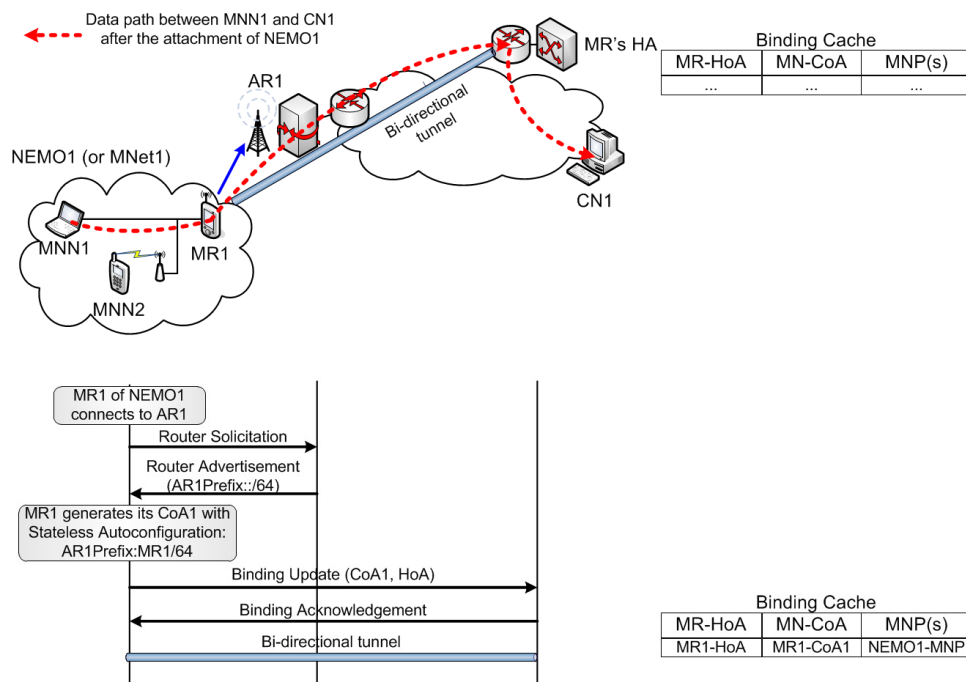 Data path between MNN1 and CN1
after the attachment of NEMO1
MR's HA
Binding Cache
MR-HoA MN-CoA MNP(s)
... ... ...
AR1
Bi-directional
tunnel
NEMO1 (or MNet1)
CN1
MNN1
MR1
MNN2
MR1 of NEMO1
connects to AR1
Router Solicitation
Router Advertisement
(AR1Prefix::/64)
MR1 generates its CoA1 with
Stateless Autoconfiguration:
AR1Prefix:MR1/64
Binding Update (CoA1, HoA)
Binding Acknowledgement
Bi-directional tunnel
Binding Cache
MR-HoA MN-CoA MNP(s)
MR1-HoA MR1-CoA1 NEMO1-MNP